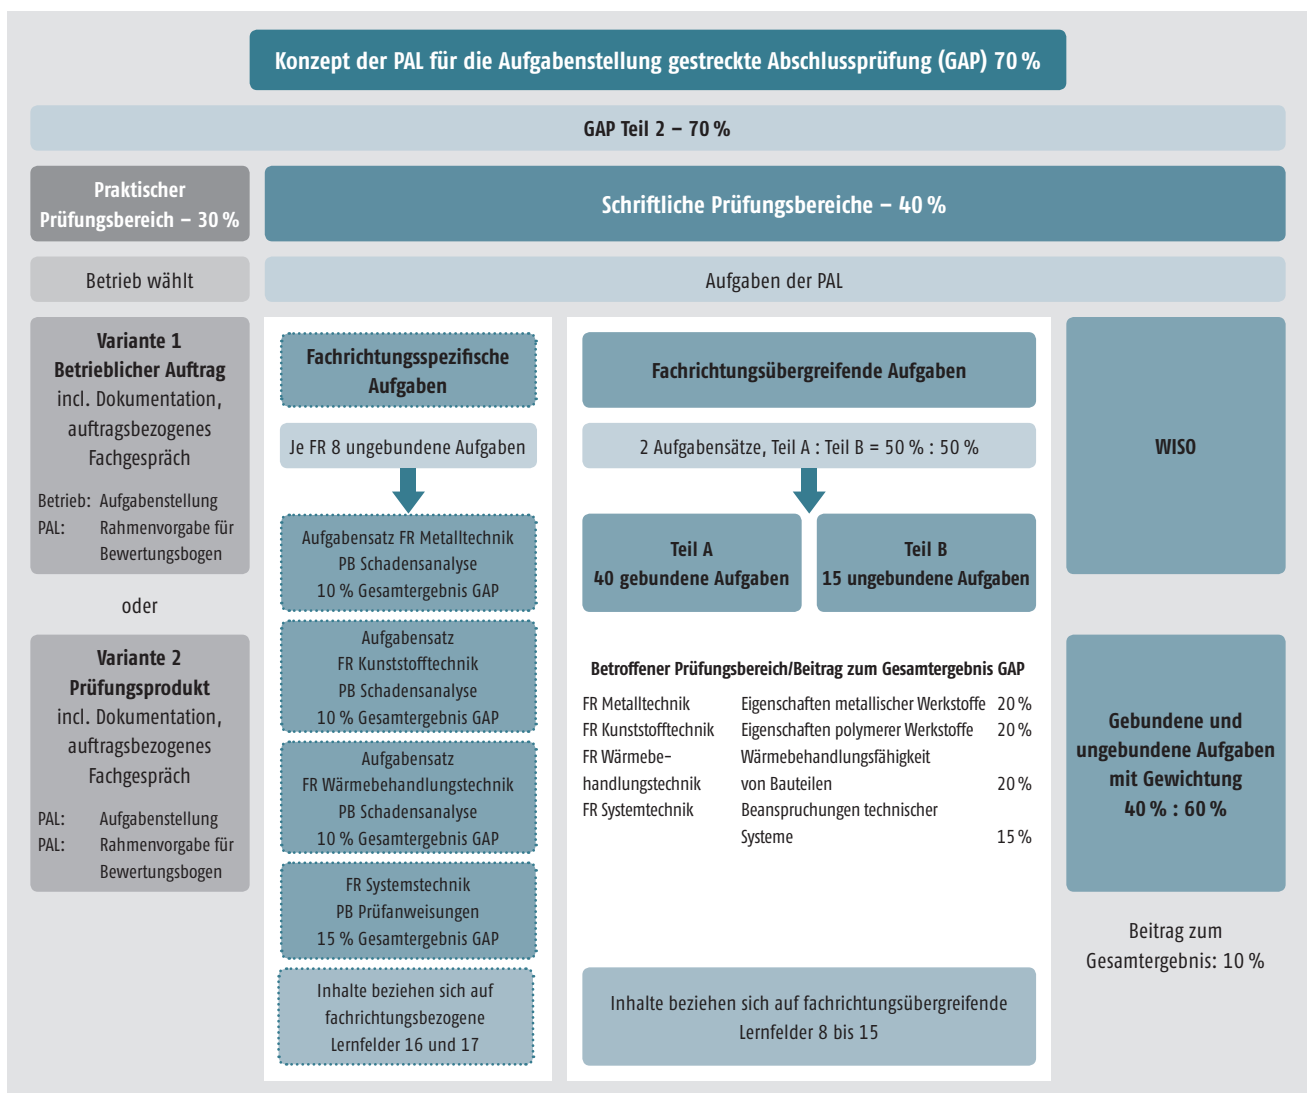 Konzept der PAL für die Aufgabenstellung gestreckte Abschlussprüfung (GAP) 70 %
GAP Teil 2 – 70 %
Praktischer
Prüfungsbereich – 30 %
Schriftliche Prüfungsbereiche – 40 %
Betrieb wählt
Aufgaben der PAL
Variante 1
Betrieblicher Auftrag
incl. Dokumentation,
auftragsbezogenes
Fachgespräch
Betrieb: Aufgabenstellung
PAL: Rahmenvorgabe für
Bewertungsbogen
oder
Variante 2
Prüfungsprodukt
incl. Dokumentation,
auftragsbezogenes
Fachgespräch
PAL: Aufgabenstellung
PAL: Rahmenvorgabe für
Bewertungsbogen
Fachrichtungsspezifische
Aufgaben
Je FR 8 ungebundene Aufgaben
Aufgabensatz FR Metalltechnik
PB Schadensanalyse
10 % Gesamtergebnis GAP
Aufgabensatz
FR Kunststofftechnik
PB Schadensanalyse
10 % Gesamtergebnis GAP
Aufgabensatz
FR Wärmebehandlungstechnik
PB Schadensanalyse
10 % Gesamtergebnis GAP
FR Systemstechnik
PB Prüfanweisungen
15 % Gesamtergebnis GAP
Inhalte beziehen sich auf
fachrichtungsbezogene
Lernfelder 16 und 17
Fachrichtungsübergreifende Aufgaben
2 Aufgabensätze, Teil A : Teil B = 50 % : 50 %
Teil A
40 gebundene Aufgaben
Teil B
15 ungebundene Aufgaben
Betroffener Prüfungsbereich/Beitrag zum Gesamtergebnis GAP
FR Metalltechnik Eigenschaften metallischer Werkstoffe 20 %
FR Kunststofftechnik Eigenschaften polymerer Werkstoffe 20 %
FR Wärmebe- Wärmebehandlungsfähigkeit
handlungstechnik von Bauteilen 20 %
FR Systemtechnik Beanspruchungen technischer
Systeme 15 %
Inhalte beziehen sich auf fachrichtungsübergreifende
Lernfelder 8 bis 15
WISO
Gebundene und
ungebundene Aufgaben
mit Gewichtung
40 % : 60 %
Beitrag zum
Gesamtergebnis: 10 %